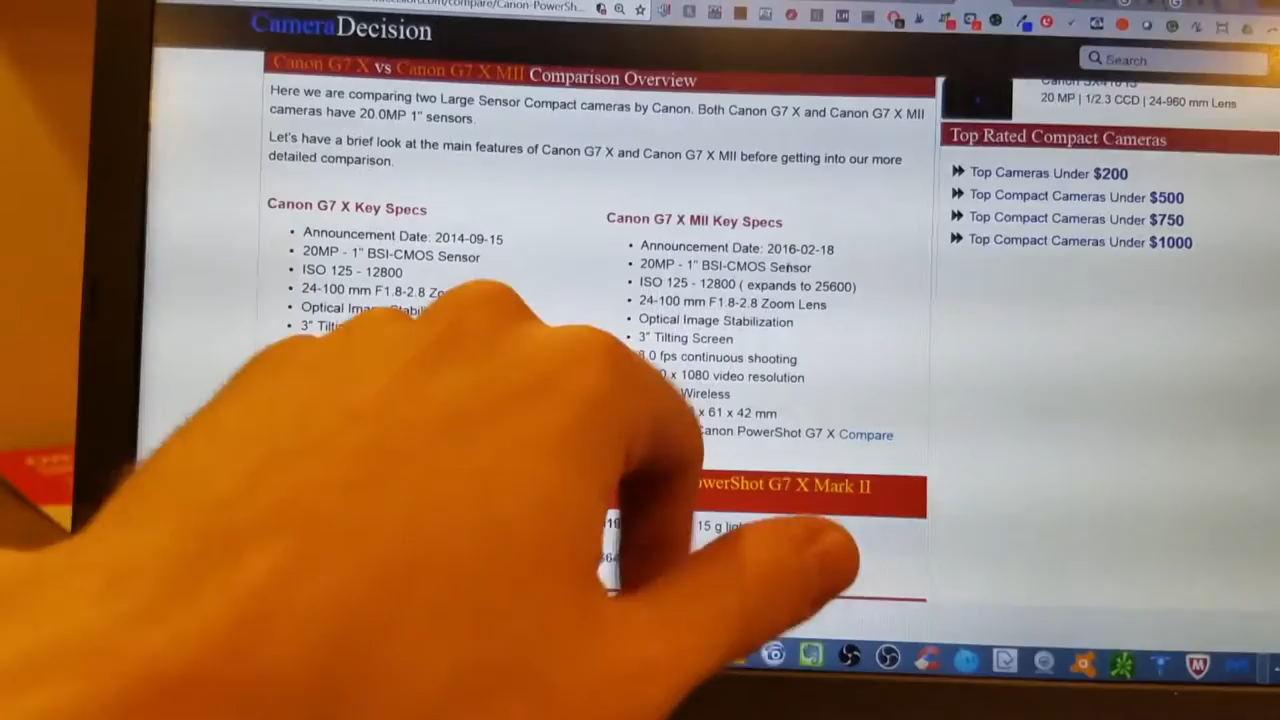 /compare/Canon-PowerSh...
CameraDecision
Search
Canon G7 X vs Canon G7 X MII Comparison Overview
Here we are comparing two Large Sensor Compact cameras by Canon. Both Canon G7 X and Canon G7 X MII
cameras have 20.0MP 1" sensors.
Let's have a brief look at the main features of Canon G7 X and Canon G7 X MII before getting into our more
detailed comparison.
Canon G7 X Key Specs
• Announcement Date: 2014-09-15
• 20MP - 1" BSI-CMOS Sensor
• ISO 125 - 12800
• 24-100 mm F1.8-2.8
• Optical
• 3"
Canon G7 X MII Key Specs
• Announcement Date: 2016-02-18
• 20MP - 1" BSI-CMOS Sensor
• ISO 125 - 12800 ( expands to 25600)
• 24-100 mm F1.8-2.8 Zoom Lens
• Optical Image Stabilization
• 3" Tilting Screen
.0 fps continuous shooting
x 1080 video resolution
Wireless
x 61 x 42 mm
Canon PowerShot G7 X Compare
owerShot G7 X Mark II
15 g
20 MP | 1/2.3 CCD | 24-960 mm Lens
Top Rated Compact Cameras
Top Cameras Under $200
Top Compact Cameras Under $500
Top Compact Cameras Under $750
Top Compact Cameras Under $1000